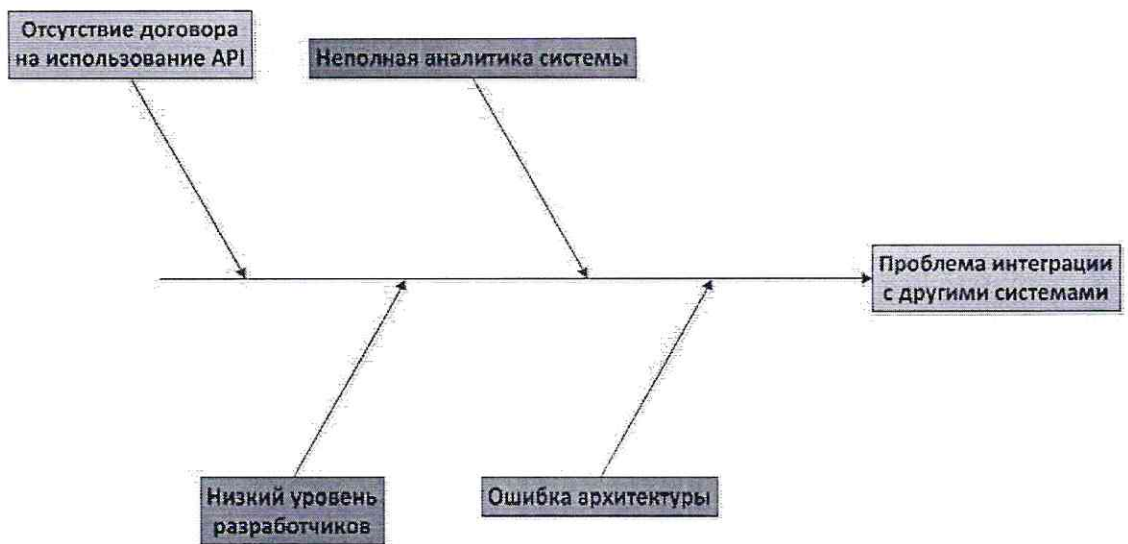 Отсутствие договора
на использование API
Неполная аналитика системы
Проблема интеграции
с другими системами
Низкий уровень
разработчиков
Ошибка архитектуры